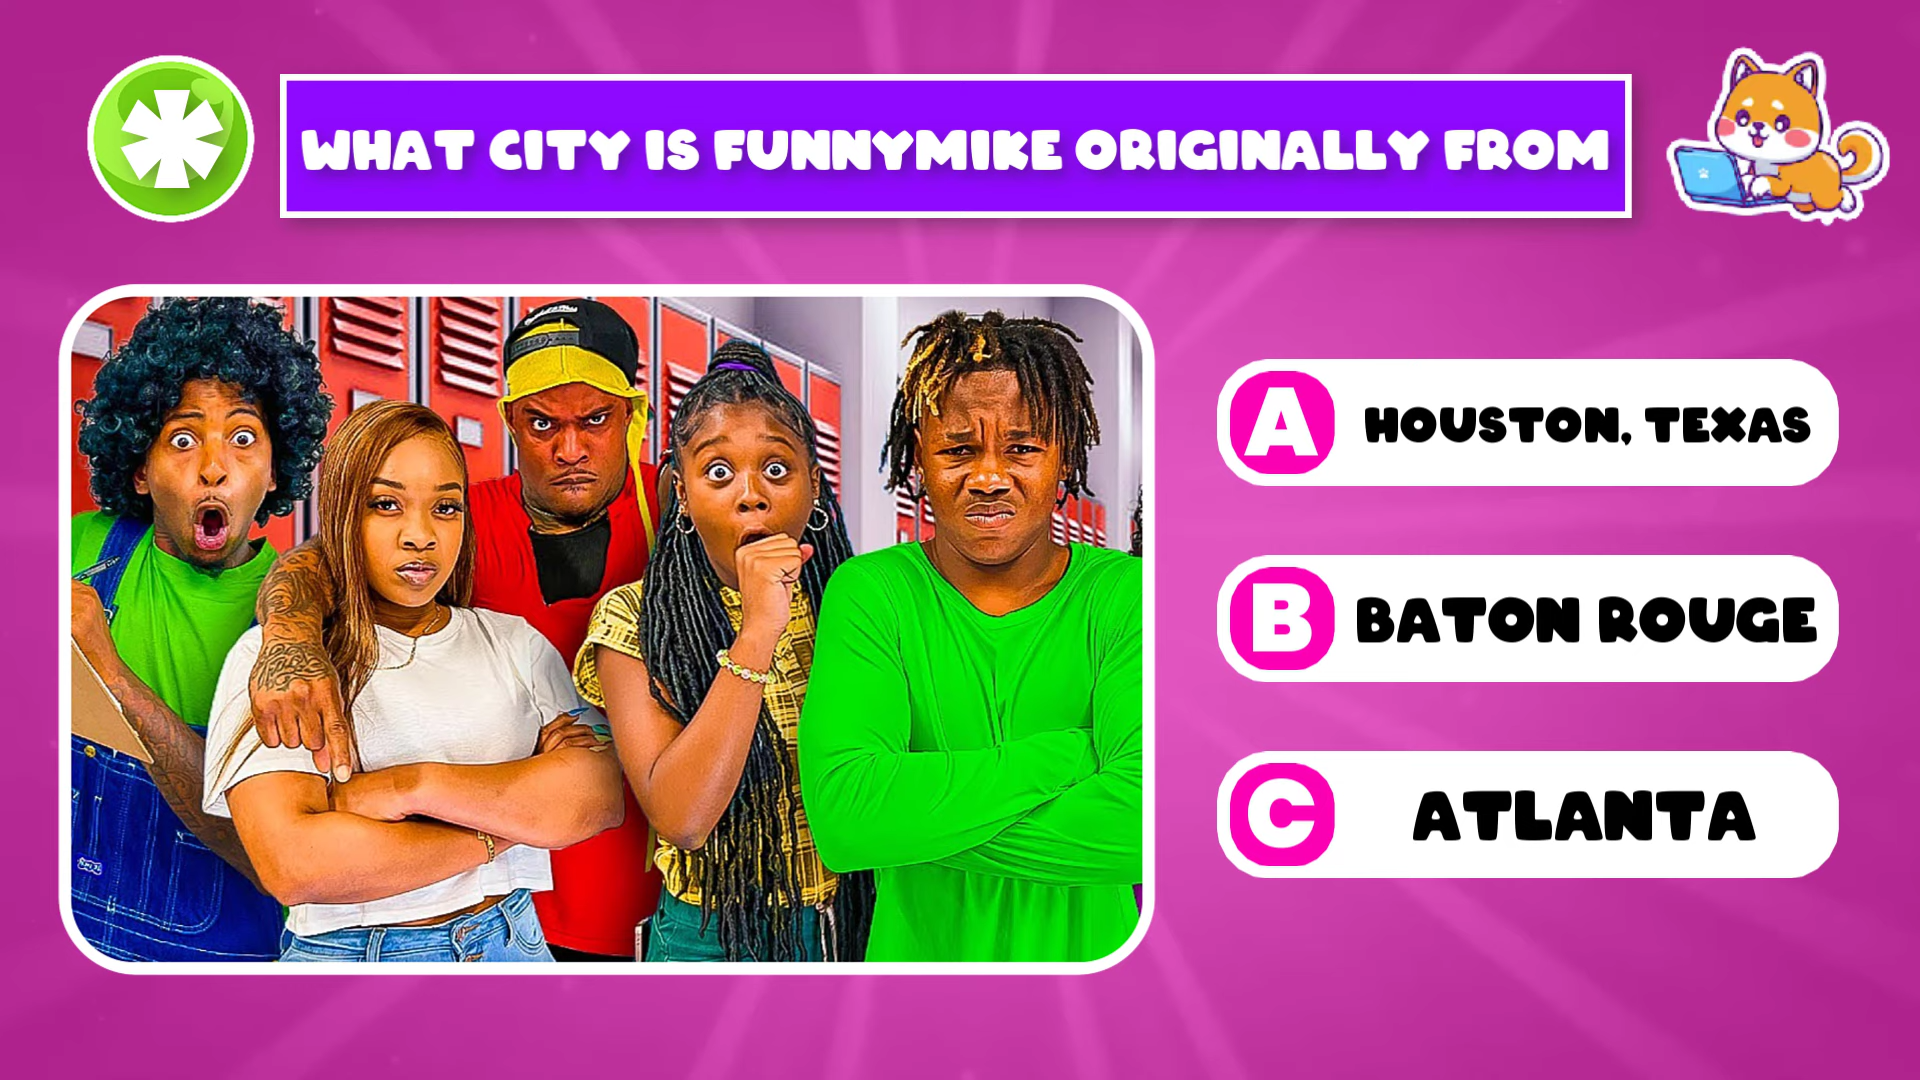 WHAT CITY IS FUNNYMIKE ORIGINALLY FROM
A HOUSTON, TEXAS
B BATON ROUGE
C ATLANTA